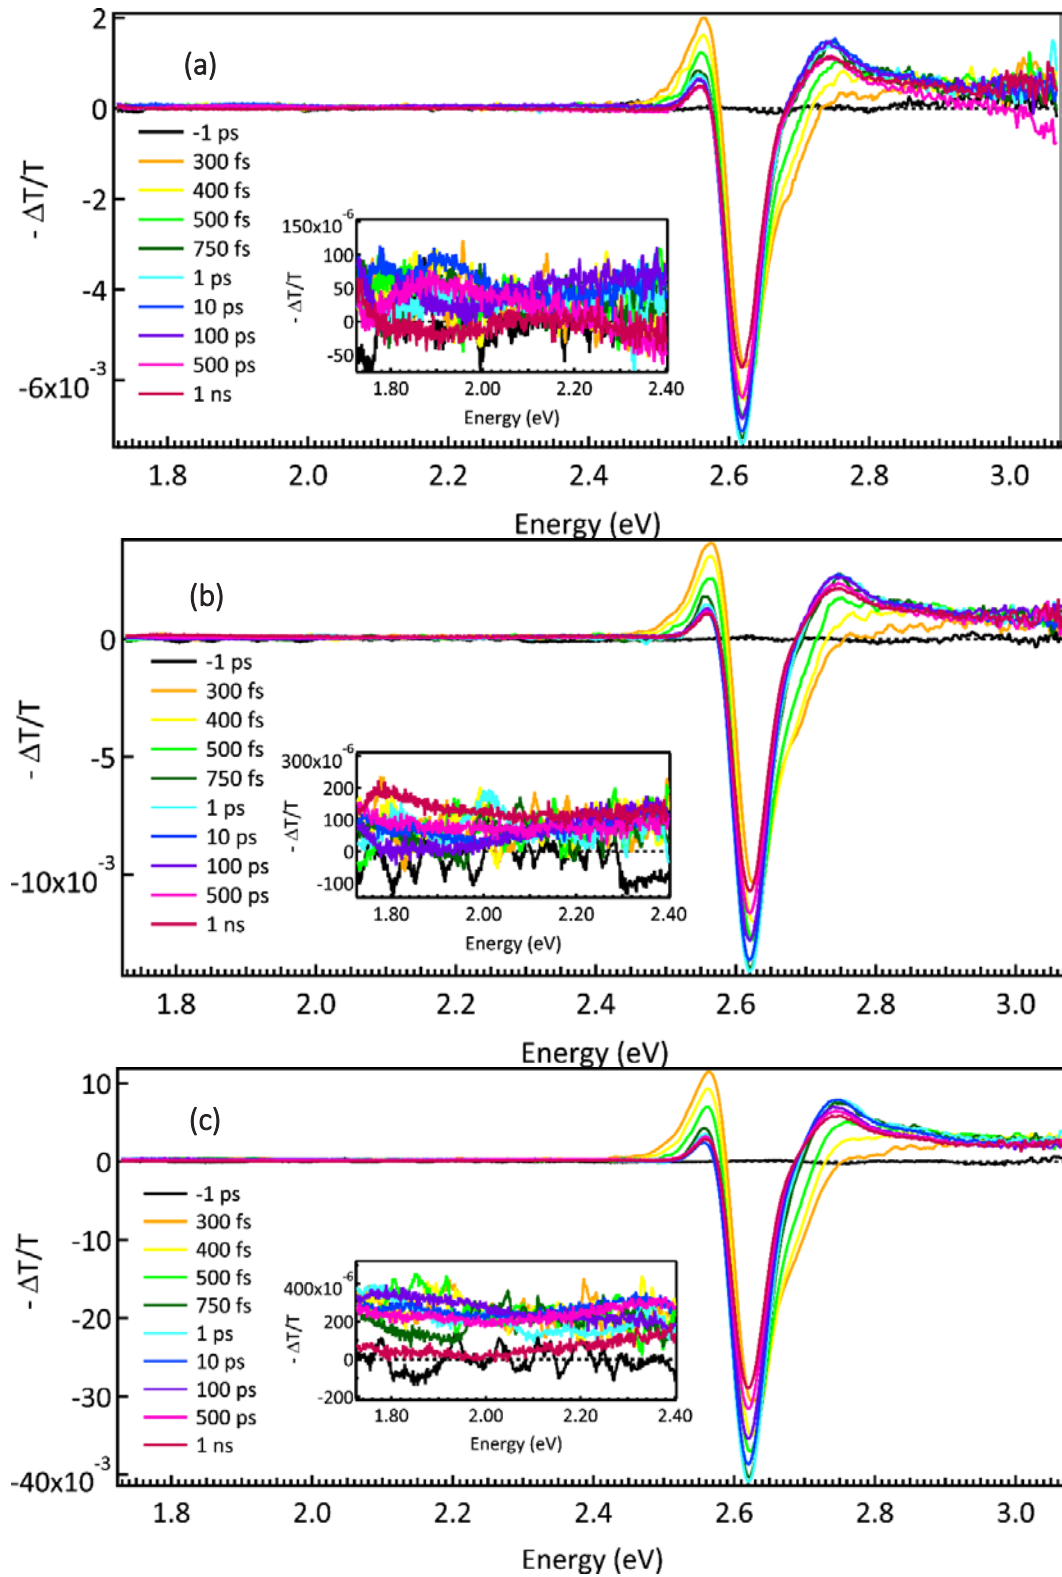 (a)
2
0
-2
-4
-6x10-3
- ΔT/T
-1 ps
300 fs
400 fs
500 fs
750 fs
1 ps
10 ps
100 ps
500 ps
1 ns
150x10-6
100
50
0
-50
- ΔT/T
1.80 2.00 2.20 2.40
Energy (eV)
1.8 2.0 2.2 2.4 2.6 2.8 3.0
Energy (eV)
(b)
0
-5
-10x10-3
- ΔT/T
-1 ps
300 fs
400 fs
500 fs
750 fs
1 ps
10 ps
100 ps
500 ps
1 ns
300x10-6
200
100
0
-100
- ΔT/T
1.80 2.00 2.20 2.40
Energy (eV)
1.8 2.0 2.2 2.4 2.6 2.8 3.0
Energy (eV)
(c)
10
0
-10
-20
-30
-40x10-3
- ΔT/T
-1 ps
300 fs
400 fs
500 fs
750 fs
1 ps
10 ps
100 ps
500 ps
1 ns
400x10-6
200
0
-200
- ΔT/T
1.80 2.00 2.20 2.40
Energy (eV)
1.8 2.0 2.2 2.4 2.6 2.8 3.0
Energy (eV)